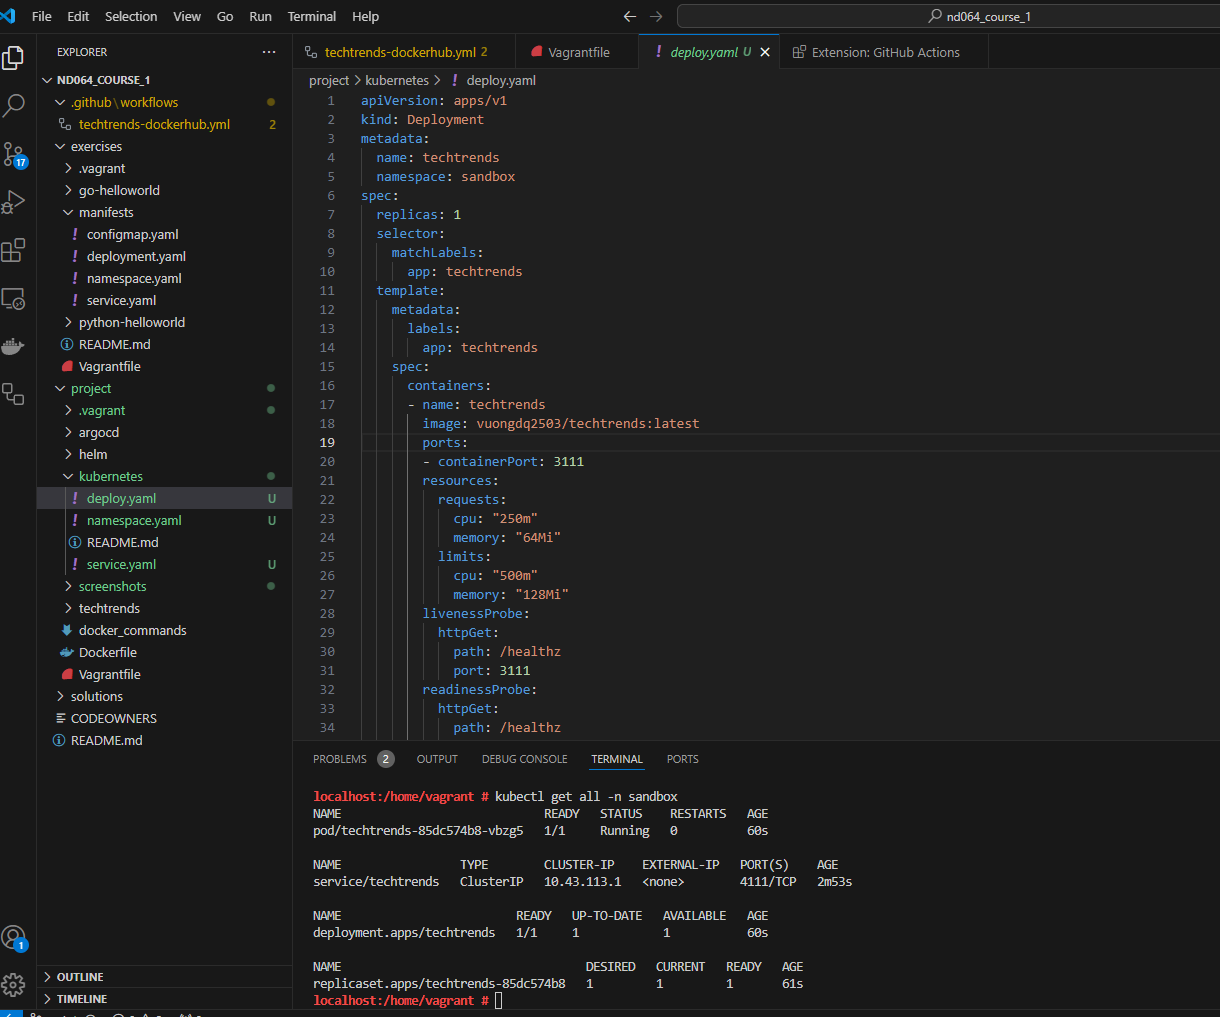 File Edit Selection View Go Run Terminal Help nd064_course_1
EXPLORER
ND064_COURSE_1
.github\workflows
techtrends-dockerhub.yml 2
exercises
.vagrant
go-helloworld
manifests
configmap.yaml
deployment.yaml
namespace.yaml
service.yaml
python-helloworld
README.md
Vagrantfile
project
.vagrant
argocd
helm
kubernetes
deploy.yaml U
namespace.yaml U
README.md
service.yaml U
screenshots
techtrends
docker_commands
Dockerfile
Vagrantfile
solutions
CODEOWNERS
README.md
OUTLINE
TIMELINE
17
1
techtrends-dockerhub.yml 2 Vagrantfile deploy.yaml U Extension: GitHub Actions
project > kubernetes > deploy.yaml
1 apiVersion: apps/v1
2 kind: Deployment
3 metadata:
4 name: techtrends
5 namespace: sandbox
6 spec:
7 replicas: 1
8 selector:
9 matchLabels:
10 app: techtrends
11 template:
12 metadata:
13 labels:
14 app: techtrends
15 spec:
16 containers:
17 - name: techtrends
18 image: vuongdq2503/techtrends:latest
19 ports:
20 - containerPort: 3111
21 resources:
22 requests:
23 cpu: "250m"
24 memory: "64Mi"
25 limits:
26 cpu: "500m"
27 memory: "128Mi"
28 livenessProbe:
29 httpGet:
30 path: /healthz
31 port: 3111
32 readinessProbe:
33 httpGet:
34 path: /healthz
PROBLEMS 2 OUTPUT DEBUG CONSOLE TERMINAL PORTS
localhost:/home/vagrant # kubectl get all -n sandbox
NAME READY STATUS RESTARTS AGE
pod/techtrends-85dc574b8-vbzg5 1/1 Running 0 60s
NAME TYPE CLUSTER-IP EXTERNAL-IP PORT(S) AGE
service/techtrends ClusterIP 10.43.113.1 <none> 4111/TCP 2m53s
NAME READY UP-TO-DATE AVAILABLE AGE
deployment.apps/techtrends 1/1 1 1 60s
NAME DESIRED CURRENT READY AGE
replicaset.apps/techtrends-85dc574b8 1 1 1 61s
localhost:/home/vagrant #